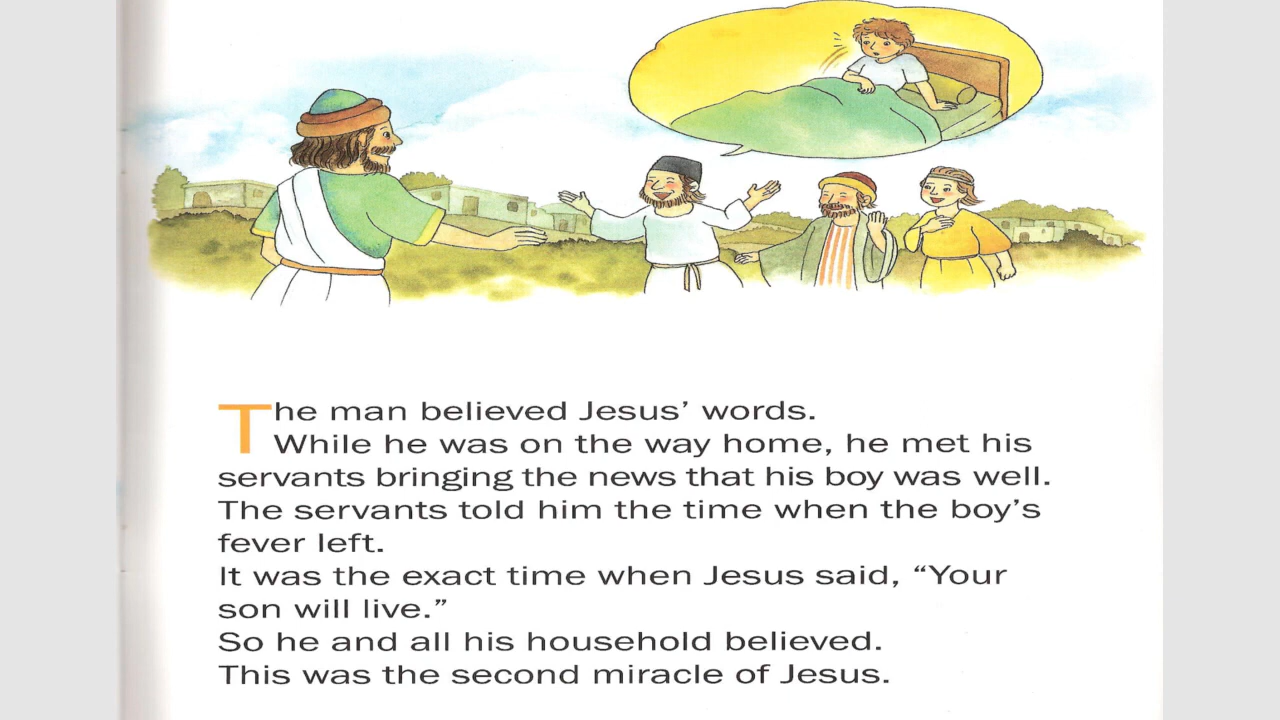 The man believed Jesus’ words.
While he was on the way home, he met his
servants bringing the news that his boy was well.
The servants told him the time when the boy’s
fever left.
It was the exact time when Jesus said, “Your
son will live.”
So he and all his household believed.
This was the second miracle of Jesus.